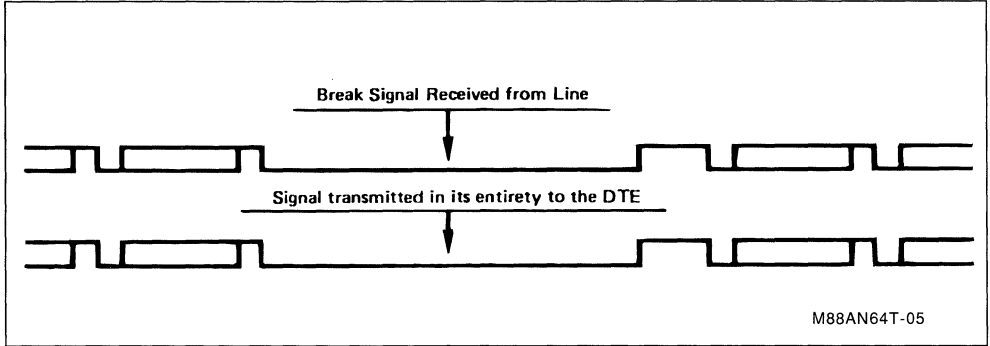 Break Signal Received from Line
Signal transmitted in its entirety to the DTE
M88AN64T-05